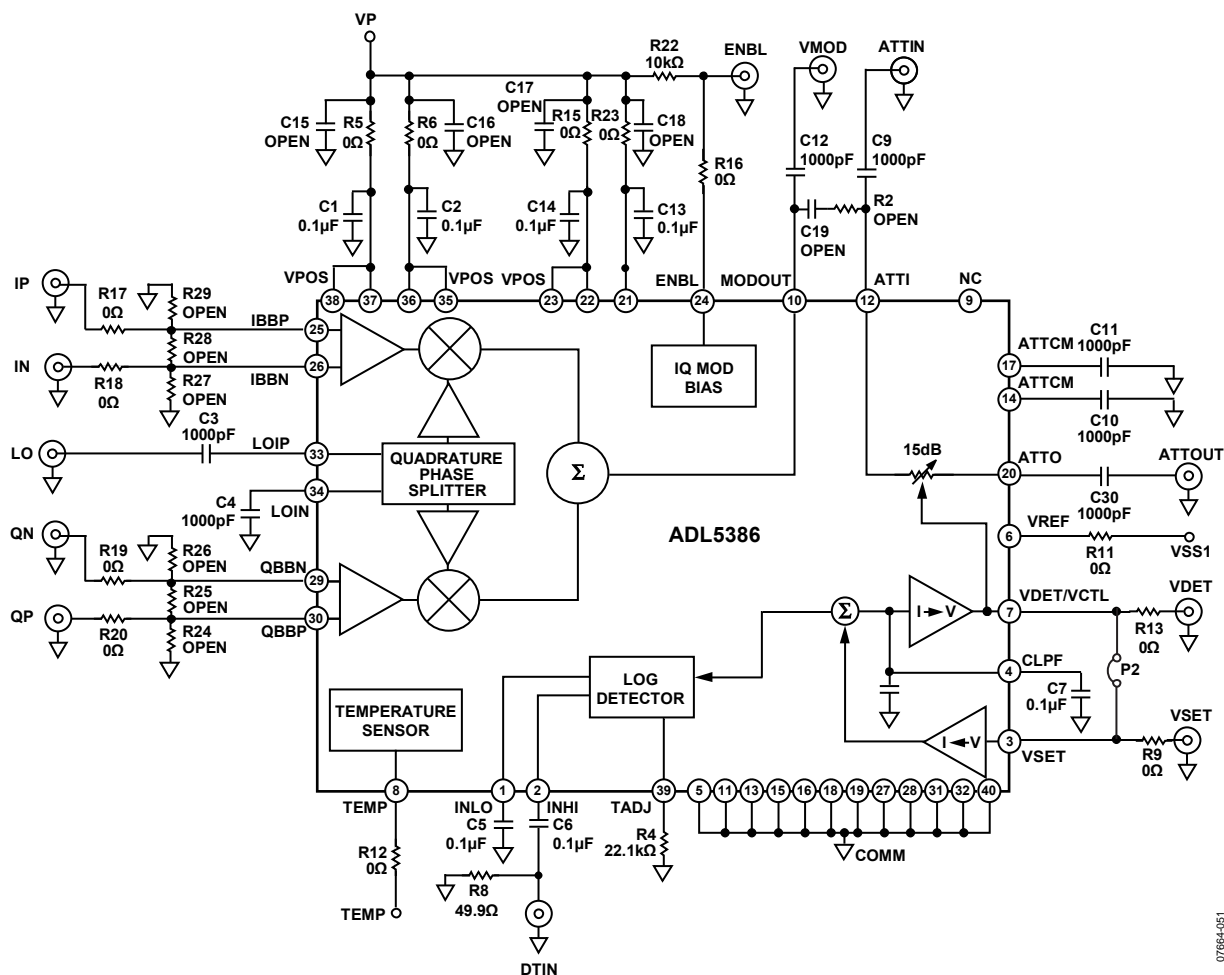 VP
R22
10kΩ
ENBL
VMOD
ATTIN
C15
OPEN
R5
0Ω
R6
0Ω
C16
OPEN
C17
OPEN
R15
0Ω
R23
0Ω
C18
OPEN
R16
0Ω
C12
1000pF
C9
1000pF
C1
0.1µF
C2
0.1µF
C14
0.1µF
C13
0.1µF
C19
OPEN
R2
OPEN
VPOS
VPOS
VPOS
ENBL
MODOUT
ATTI
NC
38
37
36
35
23
22
21
24
10
12
9
IP
R17
0Ω
R29
OPEN
IBBP
25
R28
OPEN
IN
R18
0Ω
R27
OPEN
IBBN
26
IQ MOD
BIAS
17
ATTCM
C11
1000pF
14
ATTCM
C10
1000pF
LO
C3
1000pF
LOIP
33
QUADRATURE
PHASE
SPLITTER
C4
1000pF
LOIN
34
Σ
15dB
20
ATTO
C30
1000pF
ATTOUT
ADL5386
6
VREF
R11
0Ω
VSS1
QN
R19
0Ω
R26
OPEN
QBBN
29
R25
OPEN
QP
R20
0Ω
R24
OPEN
QBBP
30
Σ
I
V
7
VDET/VCTL
R13
0Ω
VDET
4
CLPF
C7
0.1µF
P2
LOG
DETECTOR
TEMPERATURE
SENSOR
I
V
3
VSET
R9
0Ω
VSET
8
1
2
39
5
11
13
15
16
18
19
27
28
31
32
40
TEMP
INLO
INHI
TADJ
C5
0.1µF
C6
0.1µF
R4
22.1kΩ
COMM
R12
0Ω
R8
49.9Ω
TEMP
DTIN
07664-051